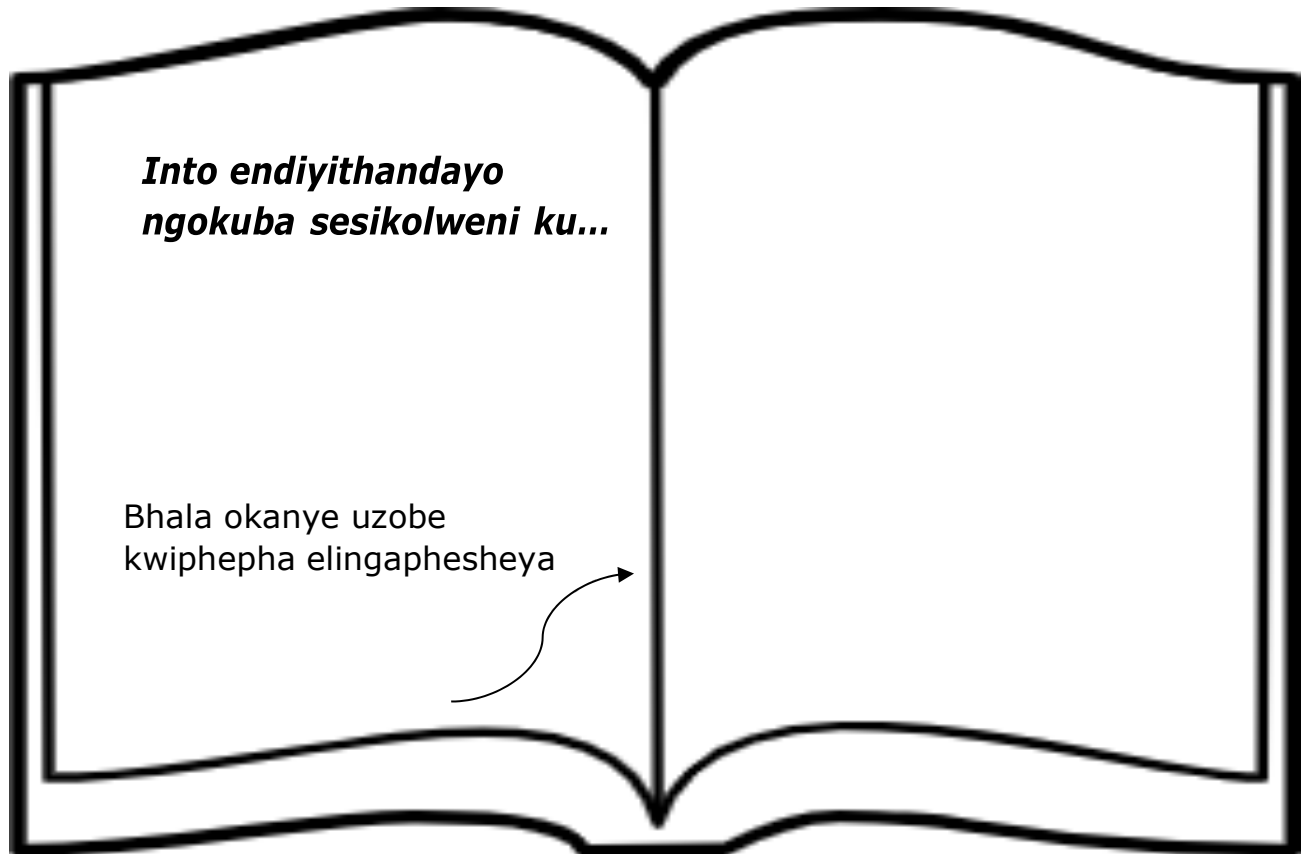 Into endiyithandayo
ngokuba sesikolweni ku...
Bhala okanye uzobe
kwiphepha elingaphesheya